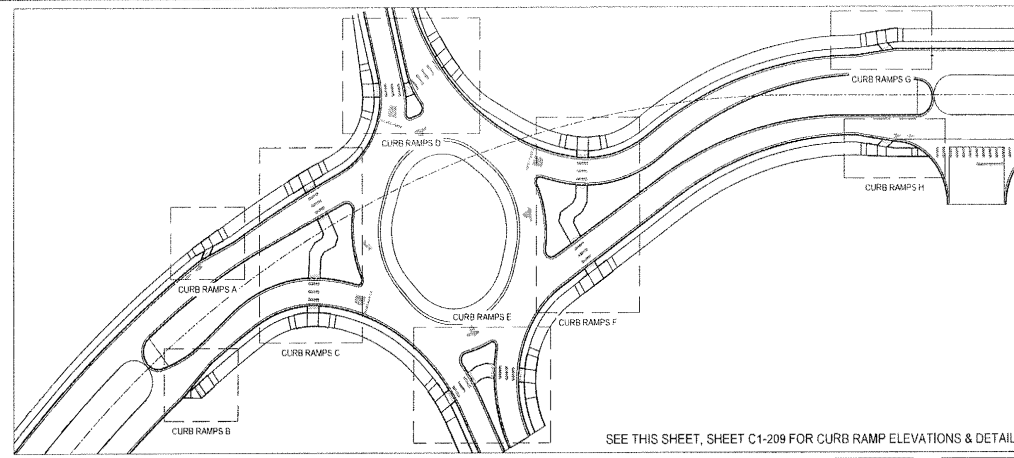 CURB RAMPS G
CURB RAMPS D
CURB RAMPS H
CURB RAMPS A
CURB RAMPS E
CURB RAMPS F
CURB RAMPS C
CURB RAMPS B
SEE THIS SHEET, SHEET C1-209 FOR CURB RAMP ELEVATIONS & DETAIL